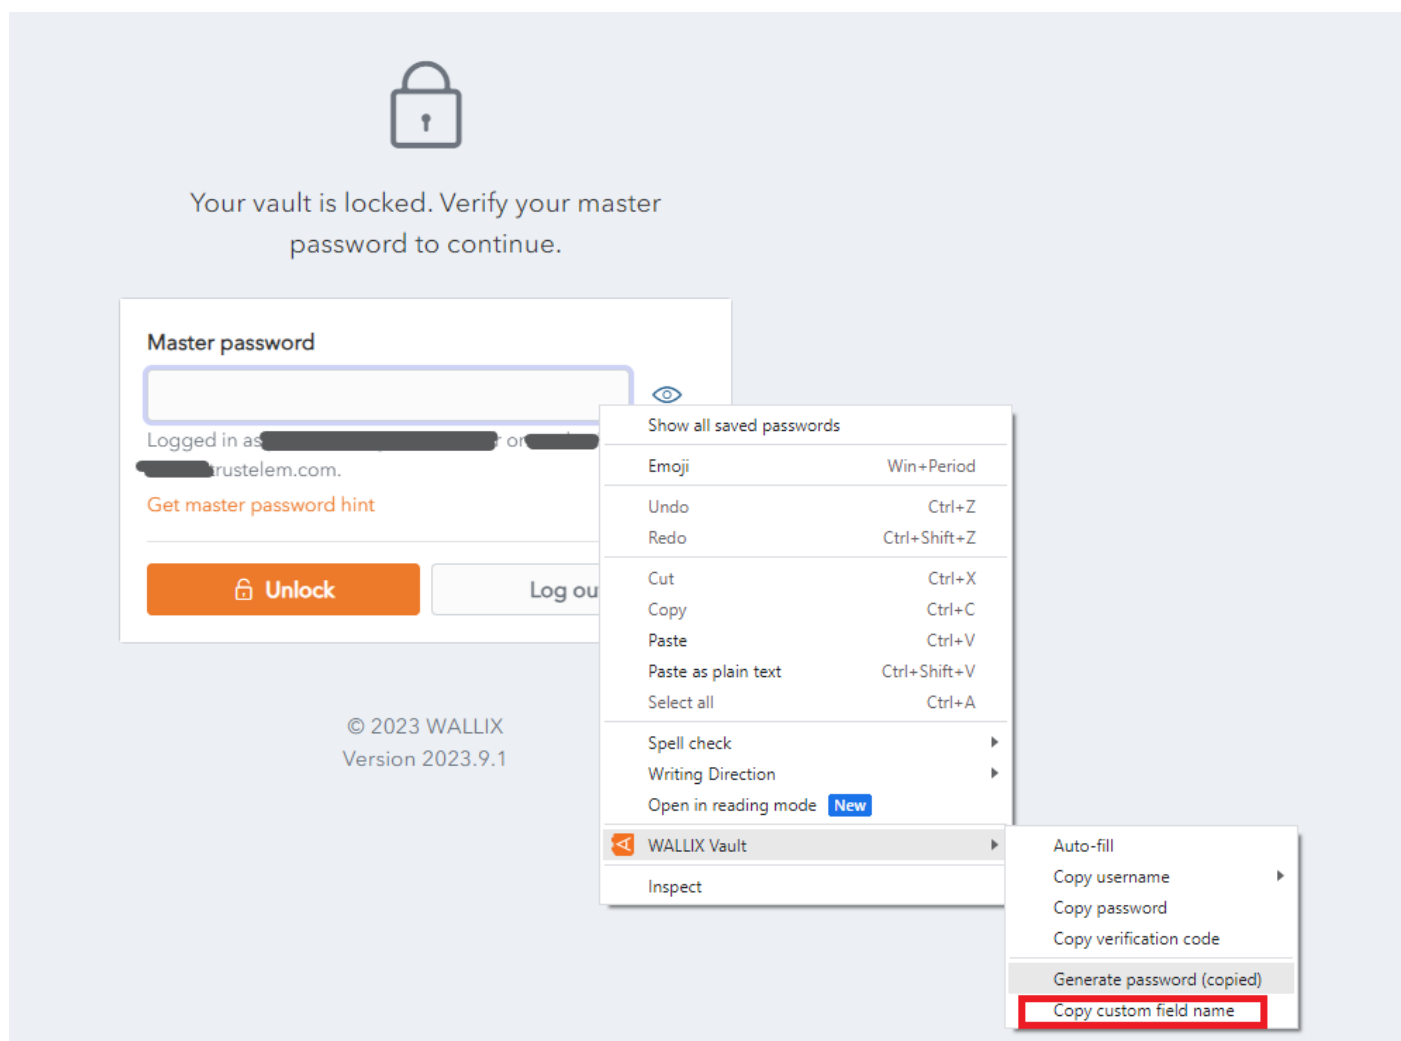 Your vault is locked. Verify your master
password to continue.
Master password
Logged in as
trustelem.com.
Get master password hint
Unlock
Log ou
© 2023 WALLIX
Version 2023.9.1
Show all saved passwords
Emoji Win+Period
Undo Ctrl+Z
Redo Ctrl+Shift+Z
Cut Ctrl+X
Copy Ctrl+C
Paste Ctrl+V
Paste as plain text Ctrl+Shift+V
Select all Ctrl+A
Spell check
Writing Direction
Open in reading mode New
WALLIX Vault
Inspect
Auto-fill
Copy username
Copy password
Copy verification code
Generate password (copied)
Copy custom field name